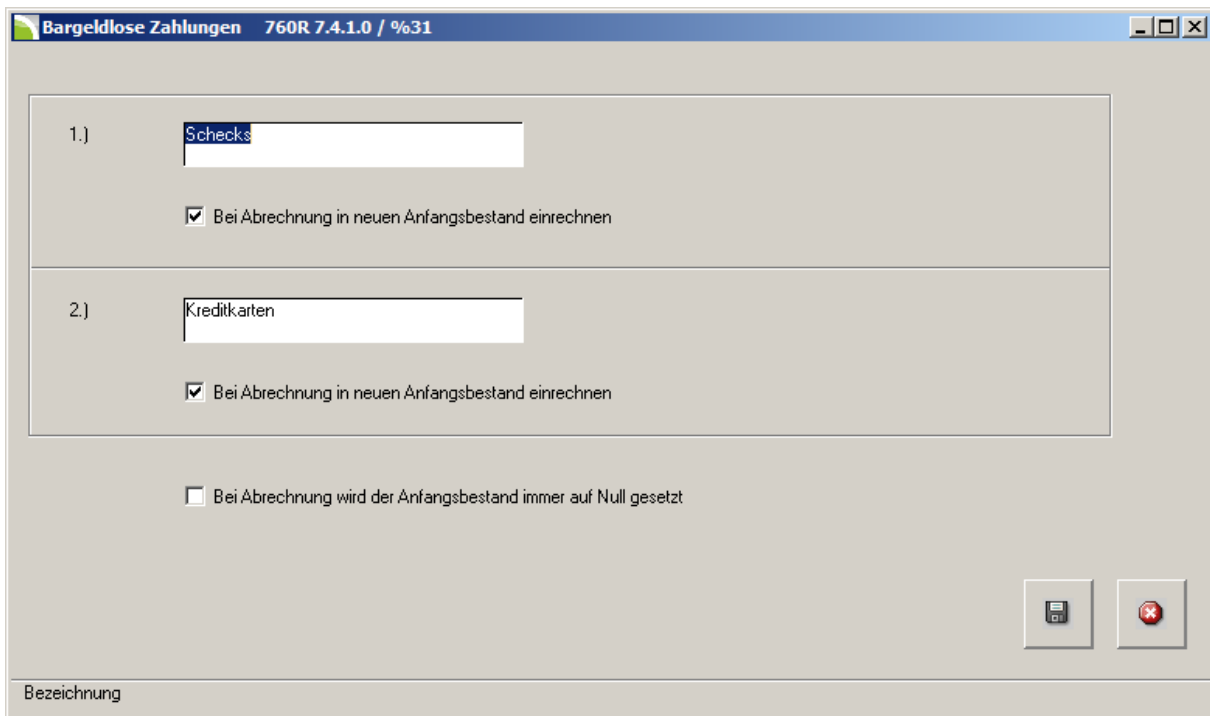 Bargeldlose Zahlungen 760R 7.4.1.0 / %31
1.) Schecks
Bei Abrechnung in neuen Anfangsbestand einrechnen
2.) Kreditkarten
Bei Abrechnung in neuen Anfangsbestand einrechnen
Bei Abrechnung wird der Anfangsbestand immer auf Null gesetzt
Bezeichnung